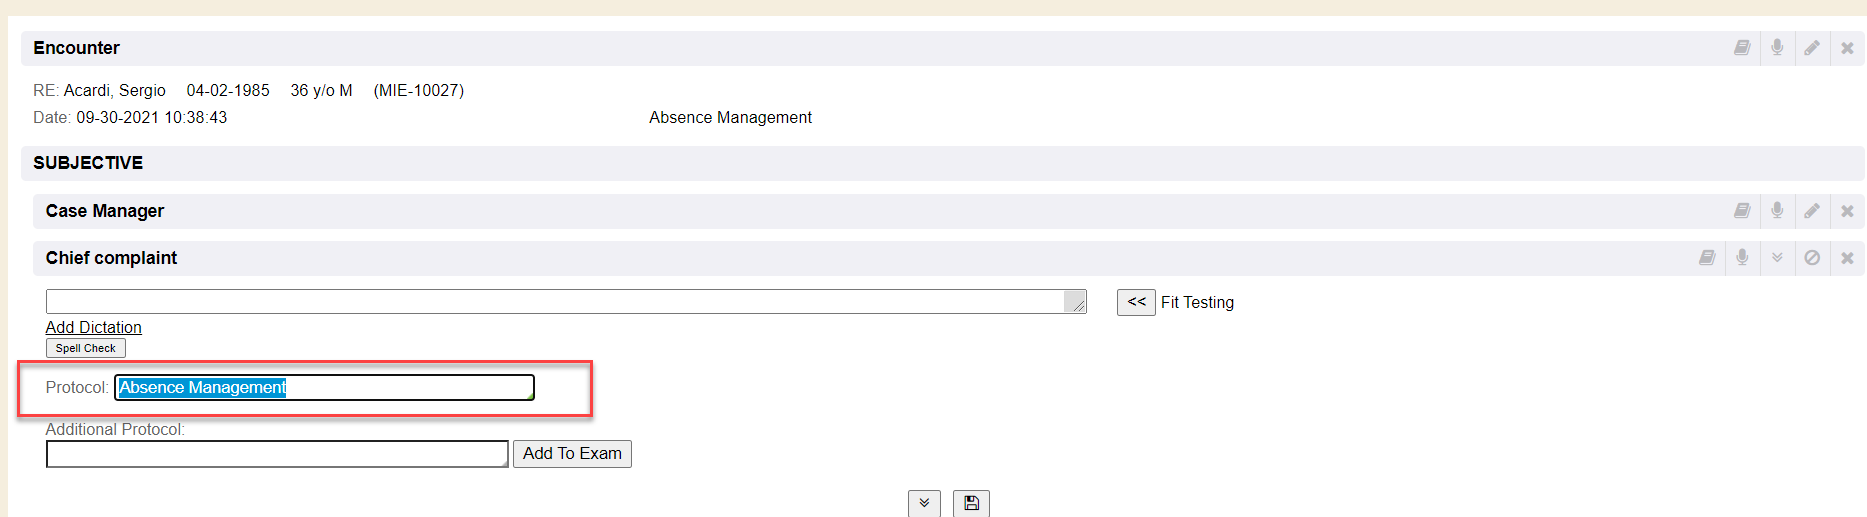 Encounter
RE: Acardi, Sergio 04-02-1985 36 y/o M (MIE-10027)
Date: 09-30-2021 10:38:43 Absence Management
SUBJECTIVE
Case Manager
Chief complaint
<< Fit Testing
Add Dictation
Spell Check
Protocol: Absence Management
Additional Protocol:
Add To Exam